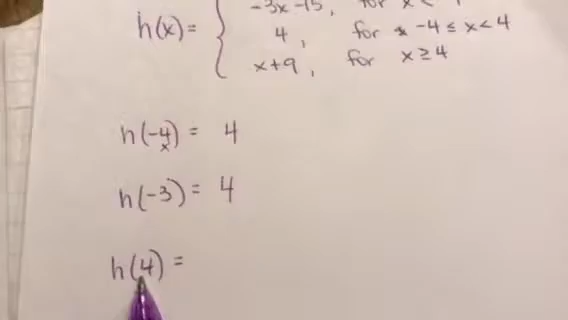 -3x-15, for x <
h(x) = { 4, for -4 ≤ x < 4
x+9, for x ≥ 4
h(-4) = 4
x
h(-3) = 4
h(4) =